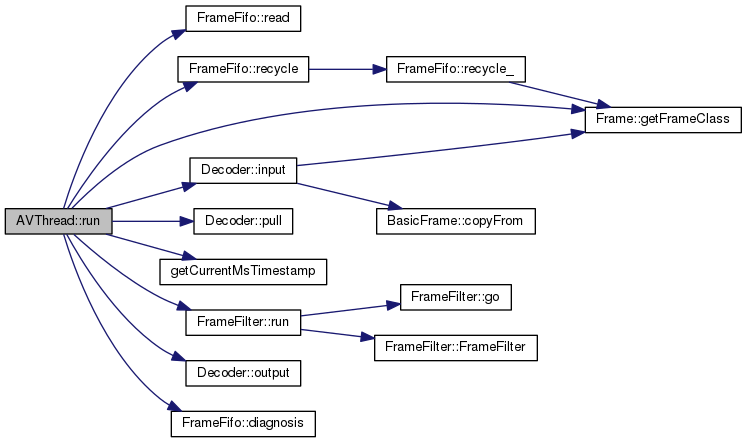 FrameFifo::read
FrameFifo::recycle
FrameFifo::recycle_
Frame::getFrameClass
Decoder::input
AVThread::run
Decoder::pull
BasicFrame::copyFrom
getCurrentMsTimestamp
FrameFilter::go
FrameFilter::run
FrameFilter::FrameFilter
Decoder::output
FrameFifo::diagnosis